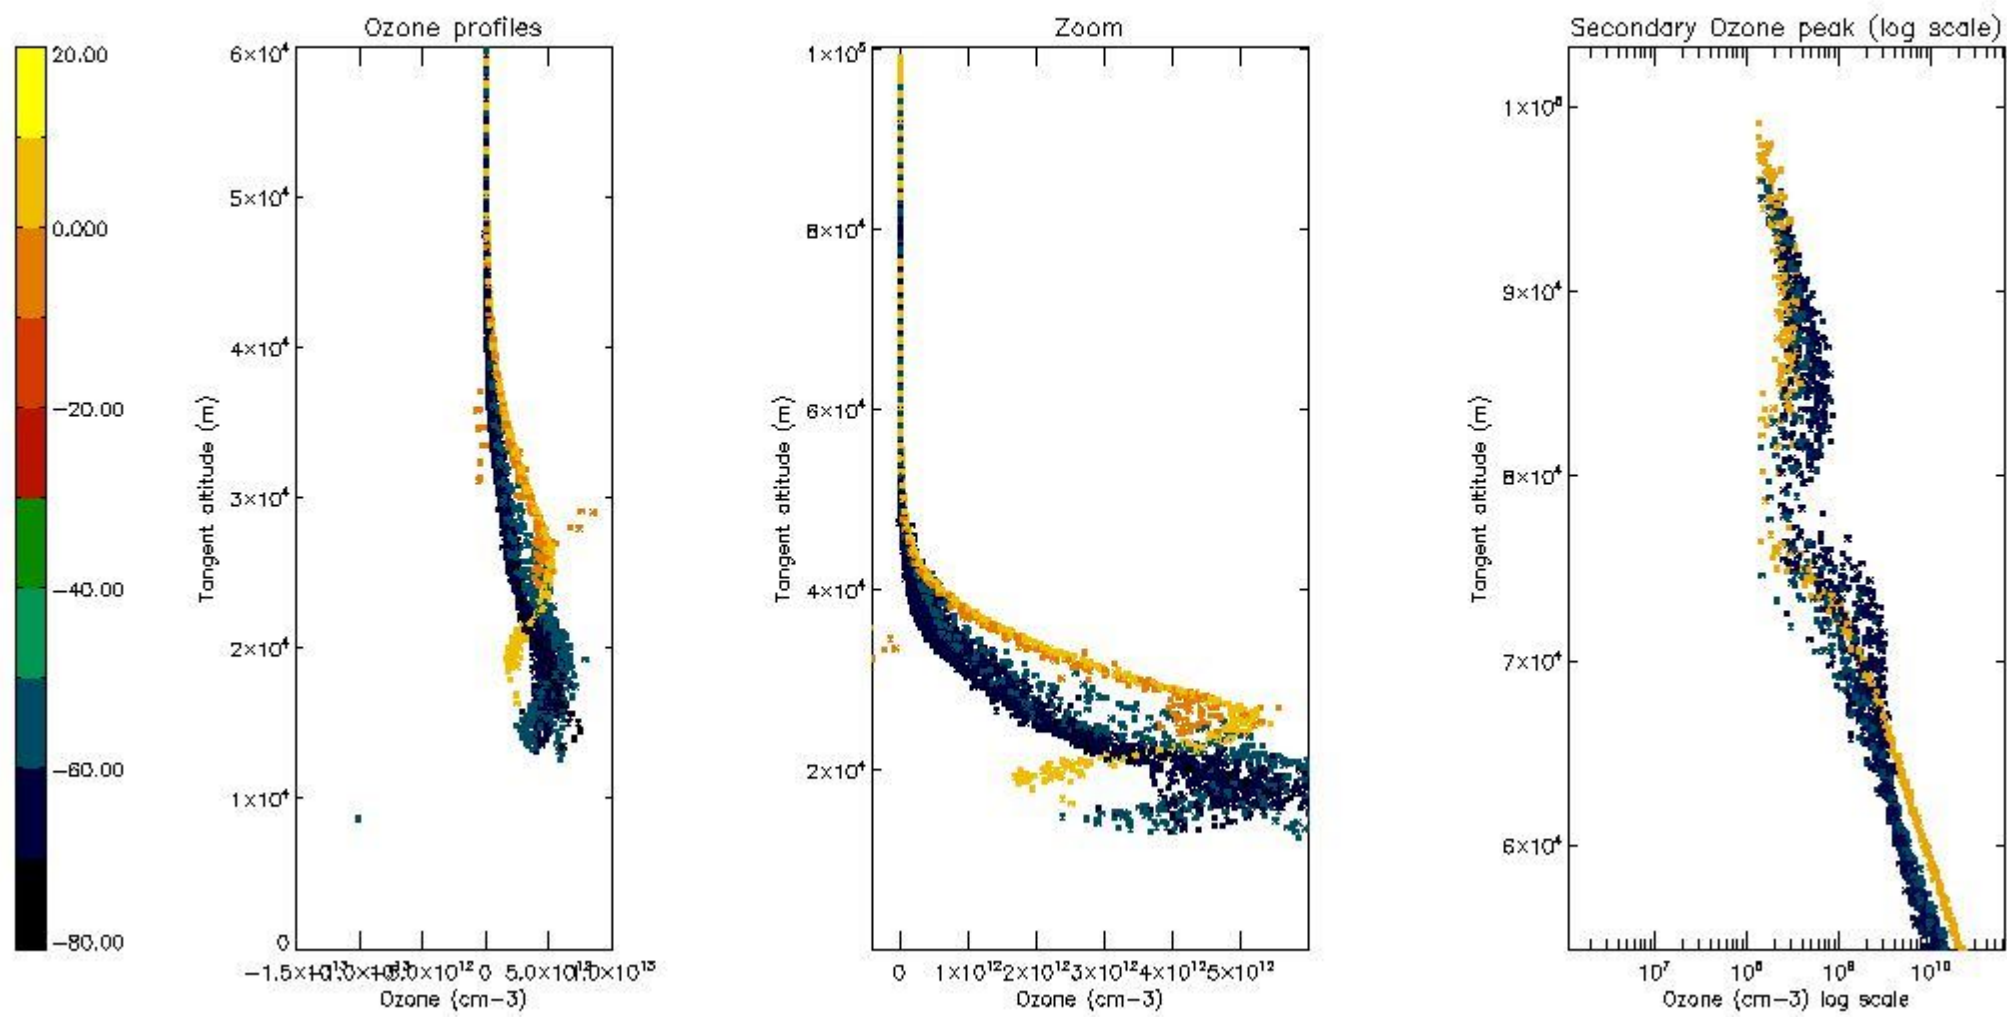 Ozone profiles
Zoom
Secondary Ozone peak (log scale)
20.00
0.000
−20.00
−40.00
−60.00
−80.00
6×10⁴
5×10⁴
4×10⁴
3×10⁴
2×10⁴
1×10⁴
0
Tangent altitude (m)
0 5.0×10¹²
Ozone (cm−3)
1×10⁵
8×10⁴
6×10⁴
4×10⁴
2×10⁴
Tangent altitude (m)
0 1×10¹² 2×10¹² 3×10¹² 4×10¹² 5×10¹²
Ozone (cm−3)
9×10⁴
8×10⁴
7×10⁴
6×10⁴
Tangent altitude (m)
10⁷ 10⁸ 10⁹ 10¹⁰
Ozone (cm−3) log scale